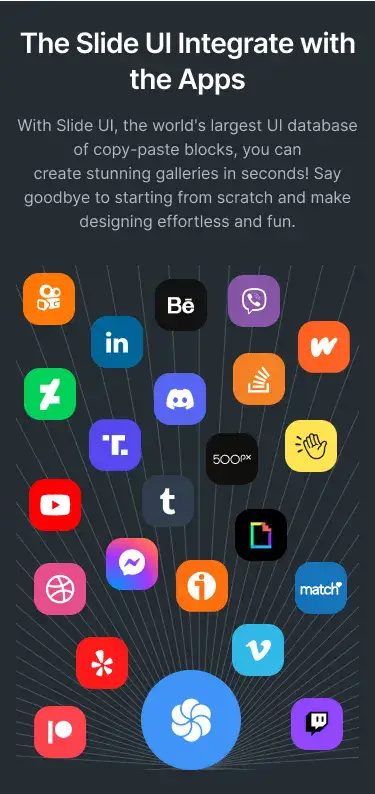 The Slide UI Integrate with
the Apps
With Slide UI, the world's largest UI database
of copy-paste blocks, you can
create stunning galleries in seconds! Say
goodbye to starting from scratch and make
designing effortless and fun.
Bē
in
T.
500px
t
match